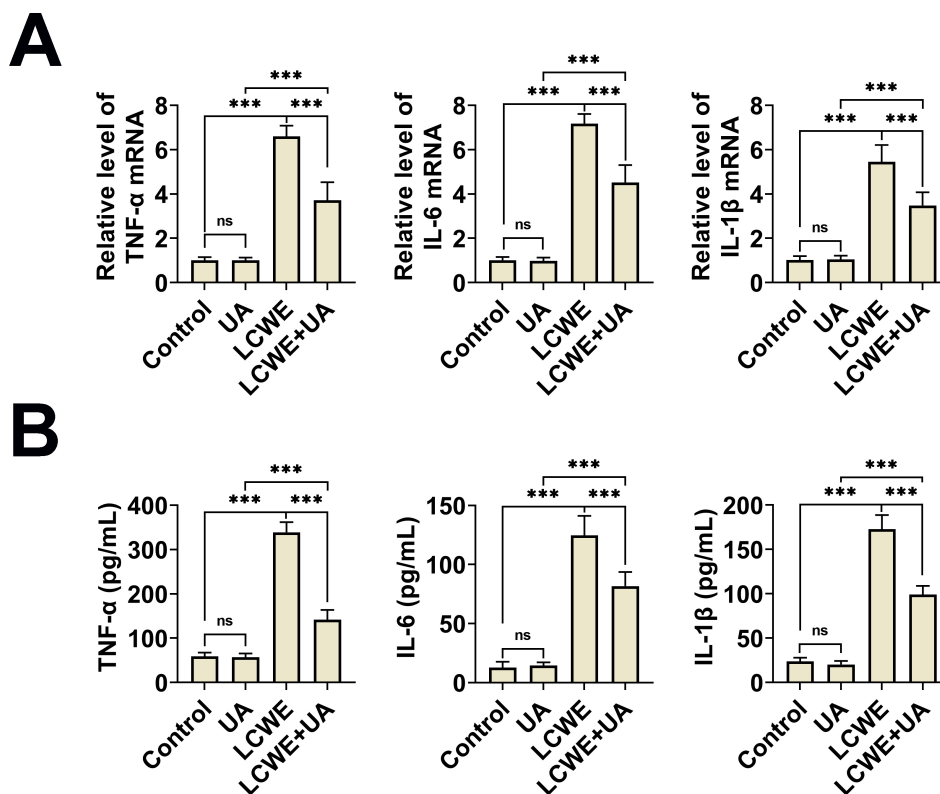 A
Relative level of
TNF-α mRNA
8
6
4
2
0
***
*** ***
ns
Control
UA
LCWE
LCWE+UA
Relative level of
IL-6 mRNA
8
6
4
2
0
***
*** ***
ns
Control
UA
LCWE
LCWE+UA
Relative level of
IL-1β mRNA
8
6
4
2
0
***
*** ***
ns
Control
UA
LCWE
LCWE+UA
B
TNF-α (pg/mL)
400
300
200
100
0
***
*** ***
ns
Control
UA
LCWE
LCWE+UA
IL-6 (pg/mL)
150
100
50
0
***
*** ***
ns
Control
UA
LCWE
LCWE+UA
IL-1β (pg/mL)
200
150
100
50
0
***
*** ***
ns
Control
UA
LCWE
LCWE+UA